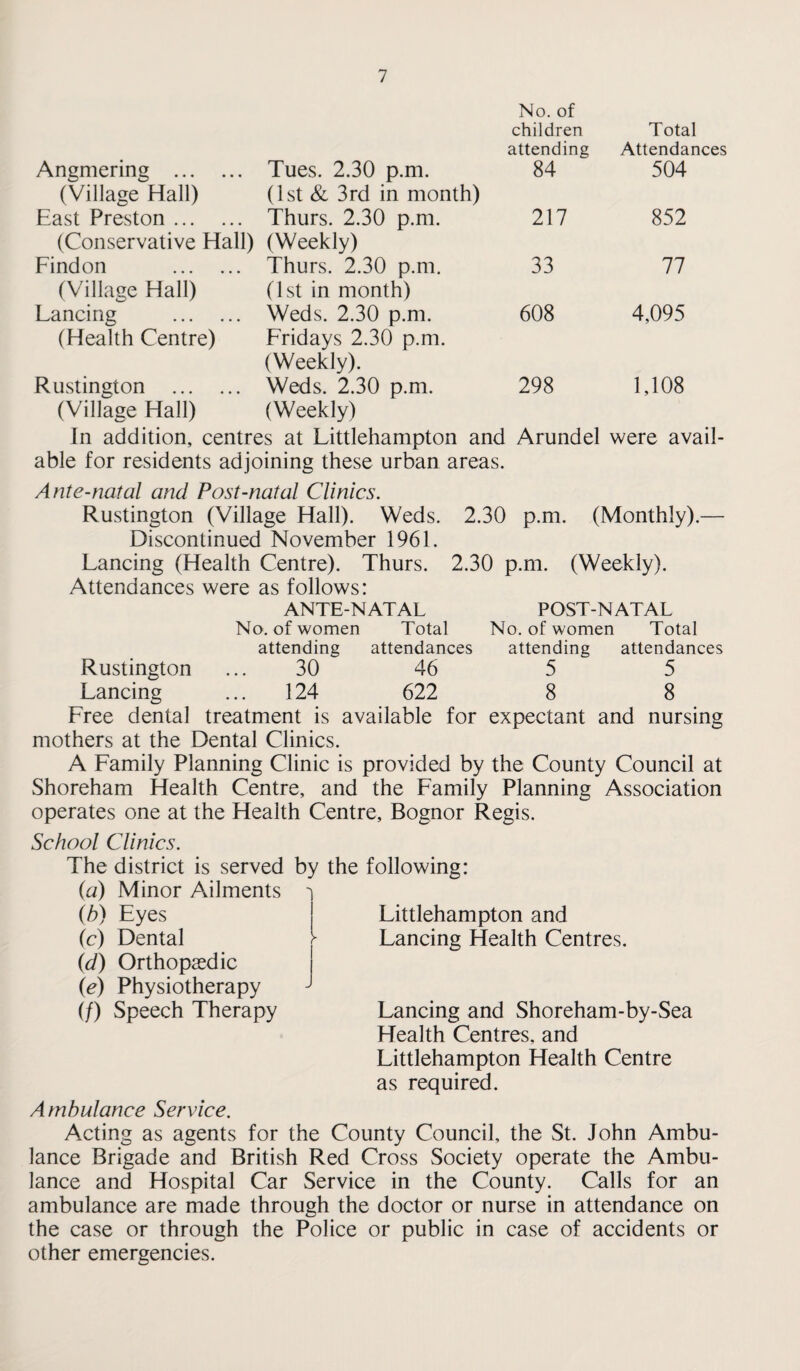 7
No. of
children Total
attending Attendances
Angmering ... ... Tues. 2.30 p.m. 84 504
(Village Hall) (1st & 3rd in month)
East Preston ... ... Thurs. 2.30 p.m. 217 852
(Conservative Hall) (Weekly)
Findon ... ... Thurs. 2.30 p.m. 33 77
(Village Hall) (1st in month)
Lancing ... ... Weds. 2.30 p.m. 608 4,095
(Health Centre) Fridays 2.30 p.m.
(Weekly).
Rustington ... ... Weds. 2.30 p.m. 298 1,108
(Village Hall) (Weekly)
In addition, centres at Littlehampton and Arundel were avail-
able for residents adjoining these urban areas.
Ante-natal and Post-natal Clinics.
Rustington (Village Hall). Weds. 2.30 p.m. (Monthly).—
Discontinued November 1961.
Lancing (Health Centre). Thurs. 2.30 p.m. (Weekly).
Attendances were as follows:
ANTE-NATAL POST-NATAL
No. of women Total No. of women Total
attending attendances attending attendances
Rustington ... 30 46 5 5
Lancing ... 124 622 8 8
Free dental treatment is available for expectant and nursing
mothers at the Dental Clinics.
A Family Planning Clinic is provided by the County Council at
Shoreham Health Centre, and the Family Planning Association
operates one at the Health Centre, Bognor Regis.
School Clinics.
The district is served by the following:
(a) Minor Ailments
(b) Eyes Littlehampton and
(c) Dental Lancing Health Centres.
(d) Orthopædic
(e) Physiotherapy
(f) Speech Therapy Lancing and Shoreham-by-Sea
Health Centres, and
Littlehampton Health Centre
as required.
Ambulance Service.
Acting as agents for the County Council, the St. John Ambu-
lance Brigade and British Red Cross Society operate the Ambu-
lance and Hospital Car Service in the County. Calls for an
ambulance are made through the doctor or nurse in attendance on
the case or through the Police or public in case of accidents or
other emergencies.